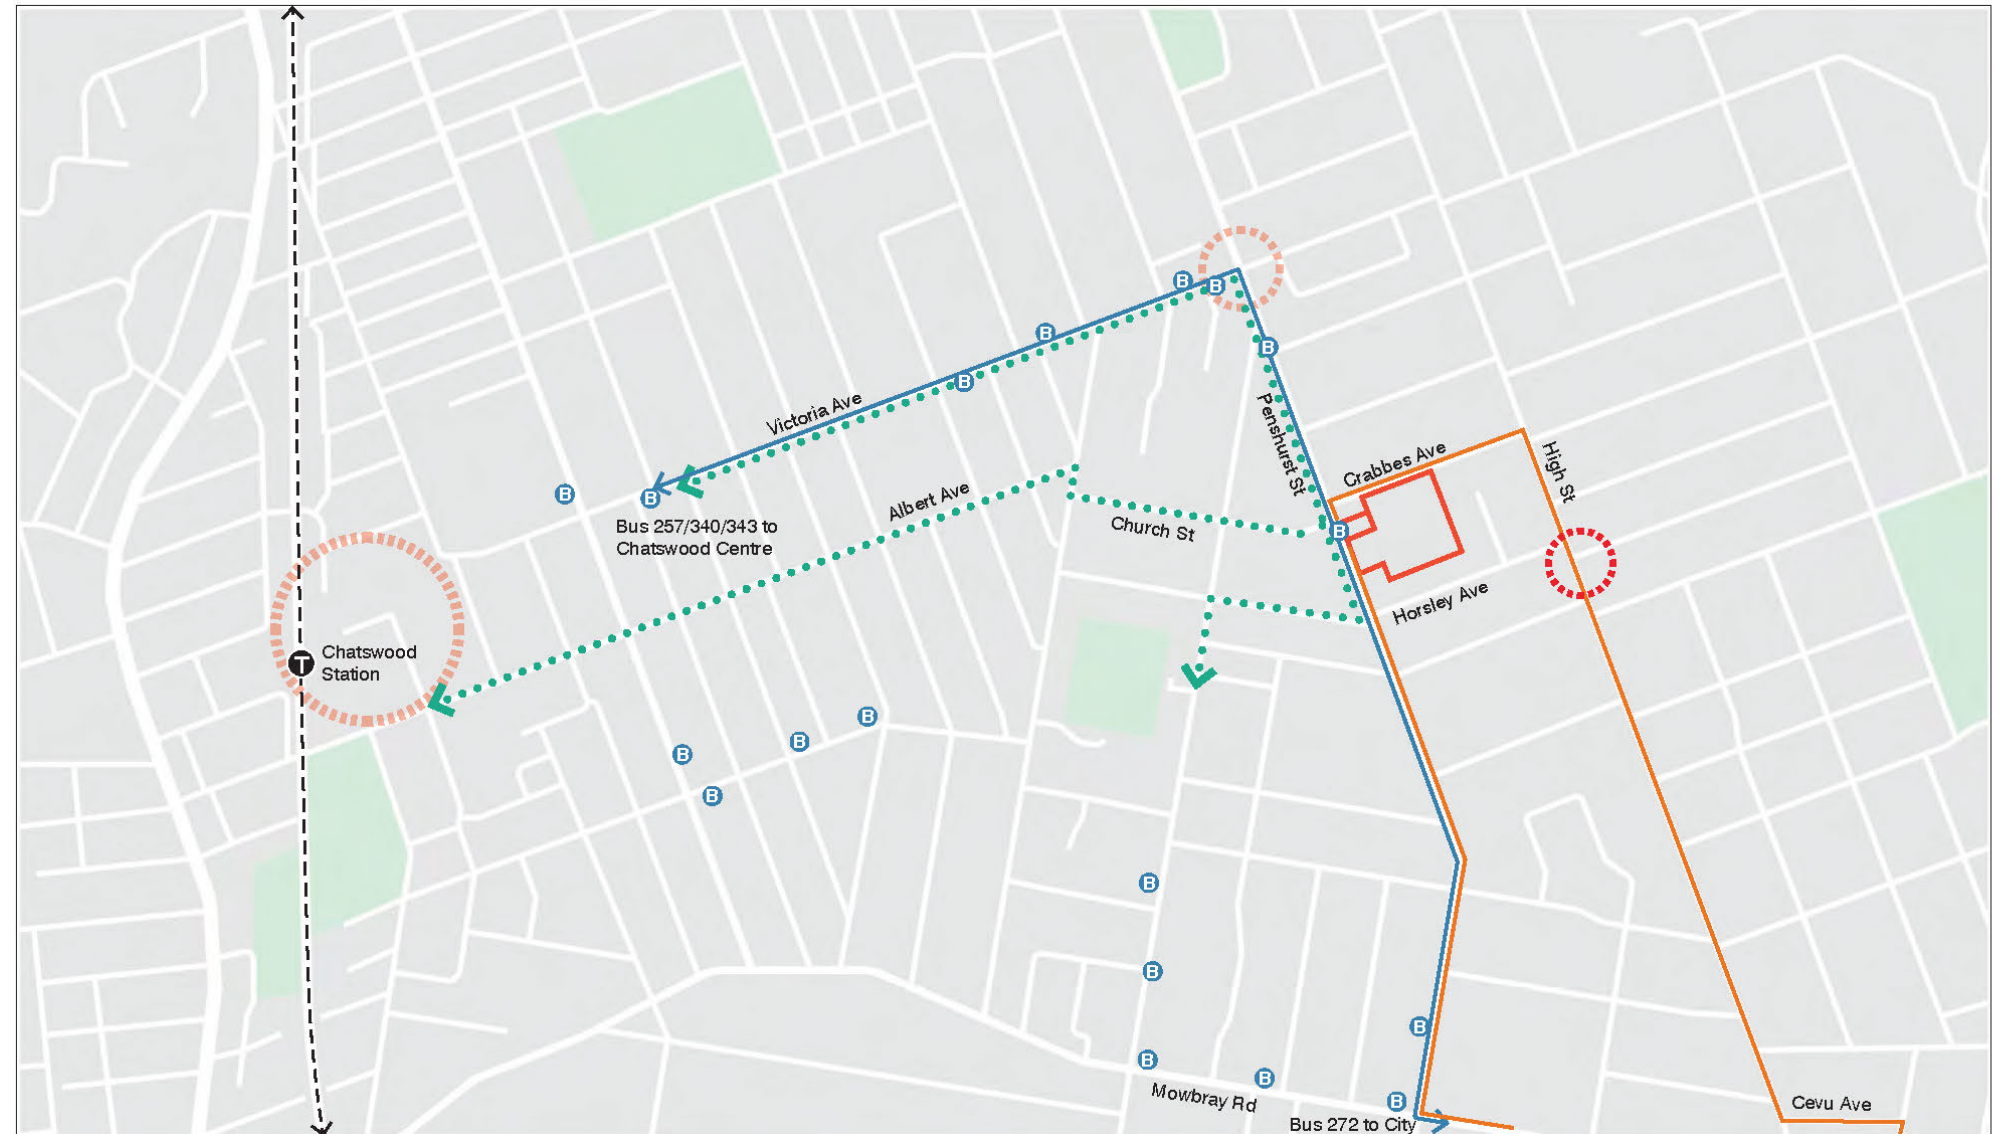 B
B
B
B
Victoria Ave
B
Penshurst St
Crabbes Ave
High St
B
B
Bus 257/340/343 to
Chatswood Centre
Albert Ave
Church St
B
Horsley Ave
T
Chatswood
Station
B
B
B
B
B
B
B
B
B
B
Mowbray Rd
Bus 272 to City
Cevu Ave